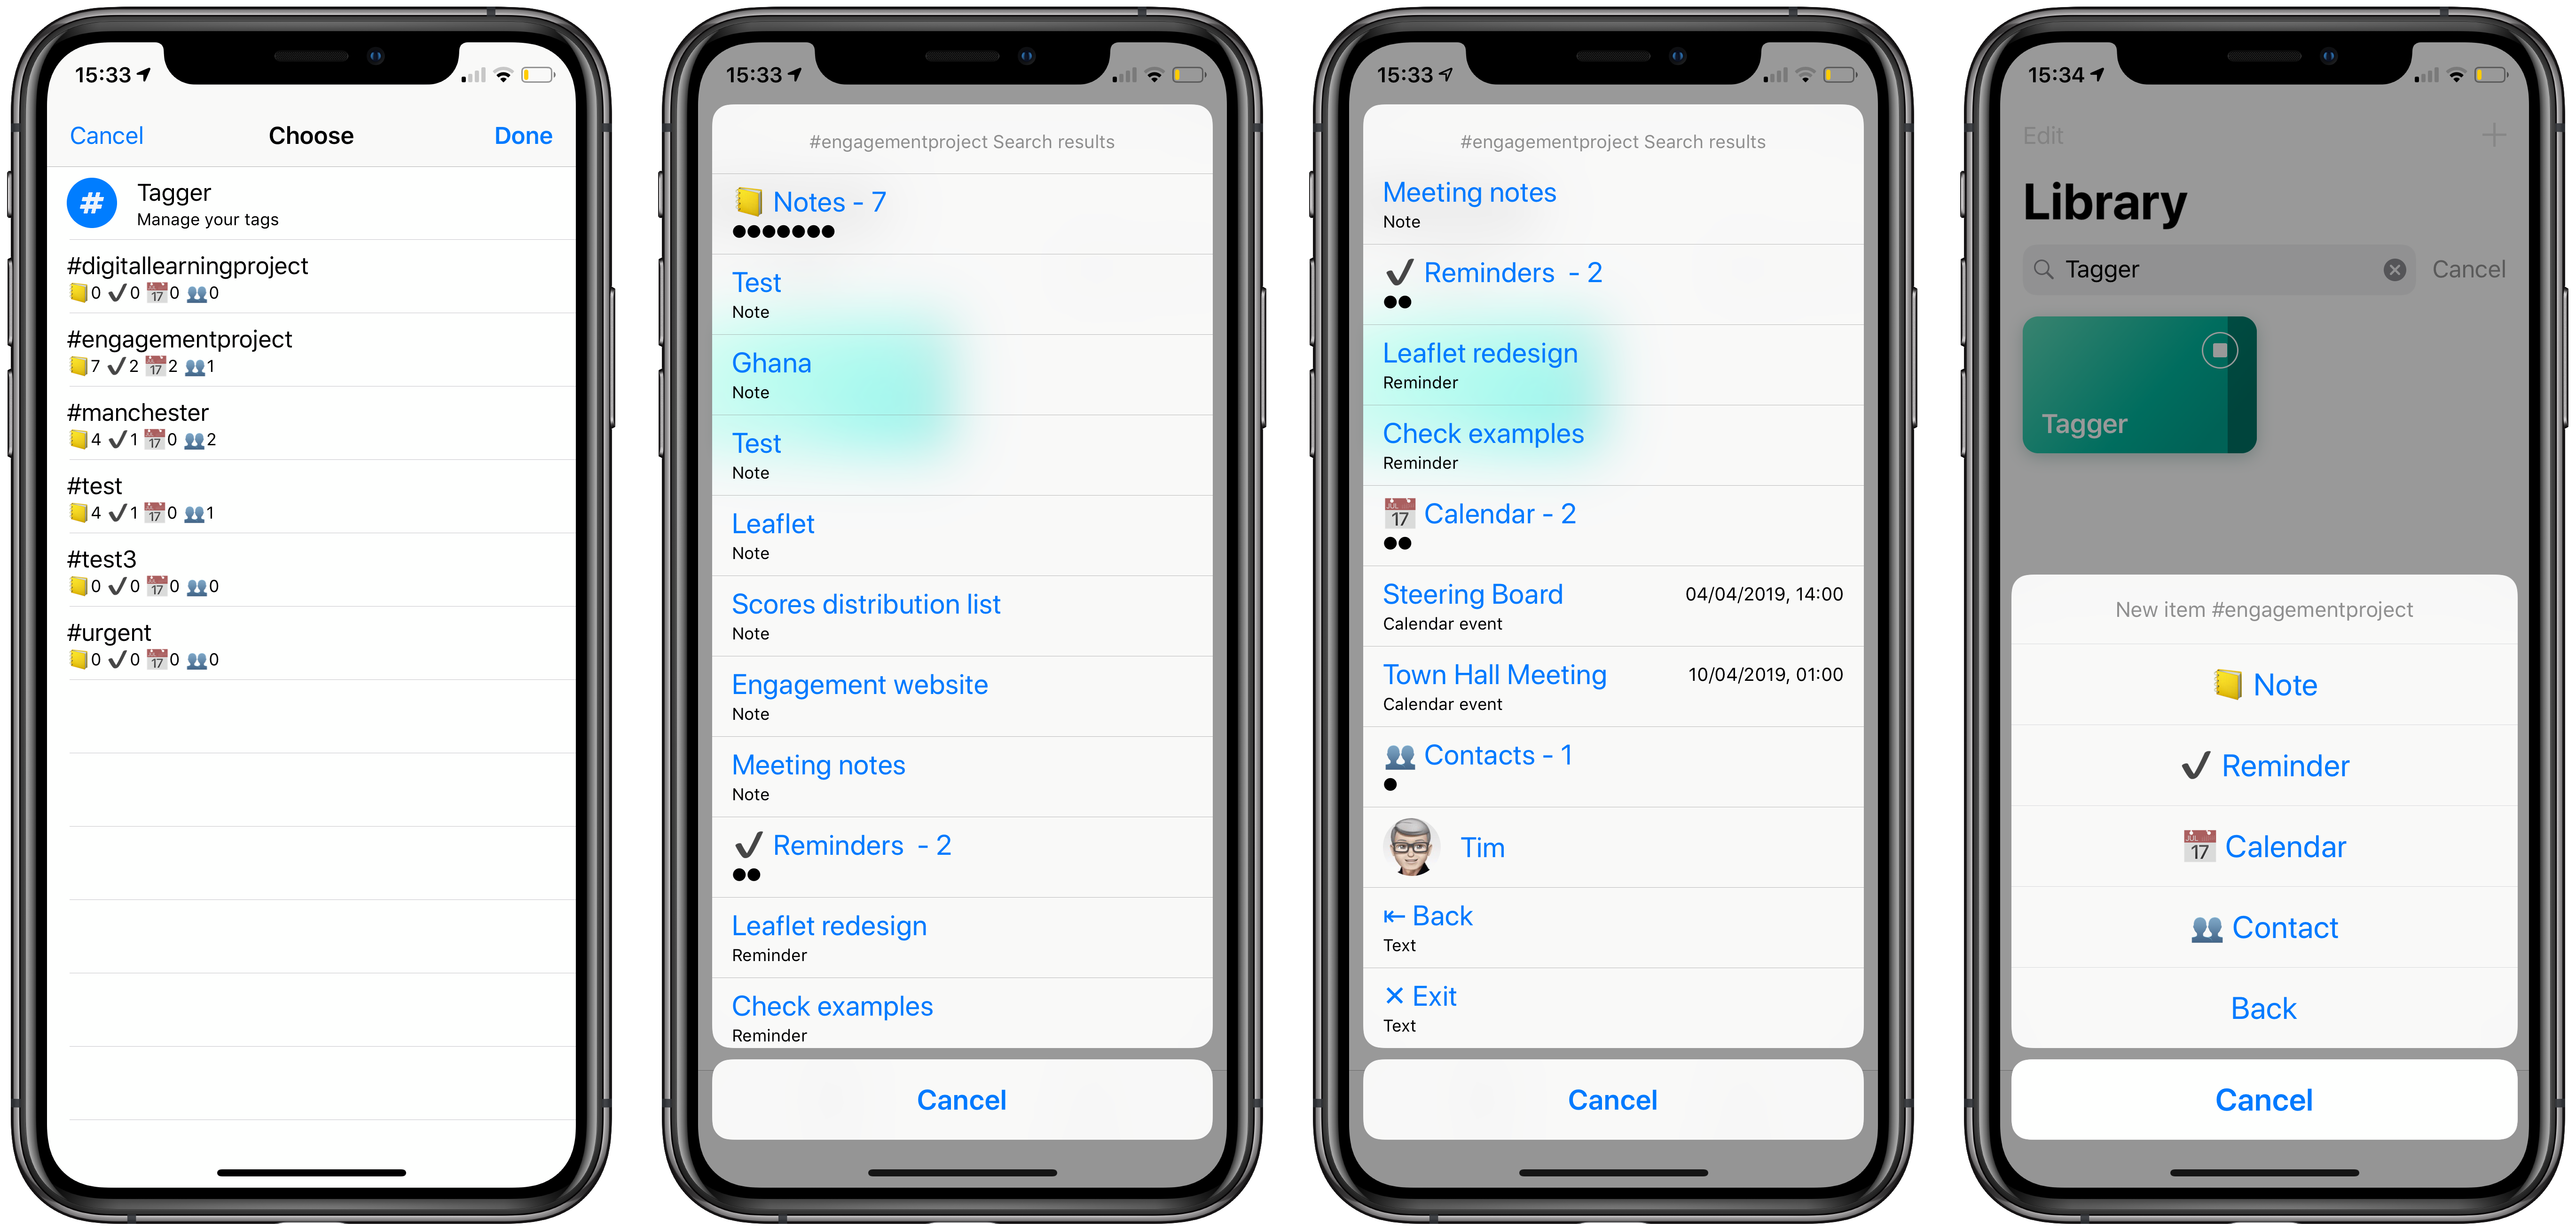 15:33
Cancel Choose Done
#
Tagger
Manage your tags
#digitallearningproject
0 ✓0 17 0 0
#engagementproject
7 ✓2 17 2 1
#manchester
4 ✓1 17 0 2
#test
4 ✓1 17 0 1
#test3
0 ✓0 17 0 0
#urgent
0 ✓0 17 0 0
15:33
#engagementproject Search results
Notes - 7
●●●●●●●
Test
Note
Ghana
Note
Test
Note
Leaflet
Note
Scores distribution list
Note
Engagement website
Note
Meeting notes
Note
✓ Reminders - 2
●●
Leaflet redesign
Reminder
Check examples
Reminder
Cancel
15:33
#engagementproject Search results
Meeting notes
Note
✓ Reminders - 2
●●
Leaflet redesign
Reminder
Check examples
Reminder
JUL 17 Calendar - 2
●●
Steering Board 04/04/2019, 14:00
Calendar event
Town Hall Meeting 10/04/2019, 01:00
Calendar event
Contacts - 1
●
Tim
⇤ Back
Text
✕ Exit
Text
Cancel
15:34
Edit +
Library
Tagger Cancel
Tagger
New item #engagementproject
Note
✓ Reminder
JUL 17 Calendar
Contact
Back
Cancel